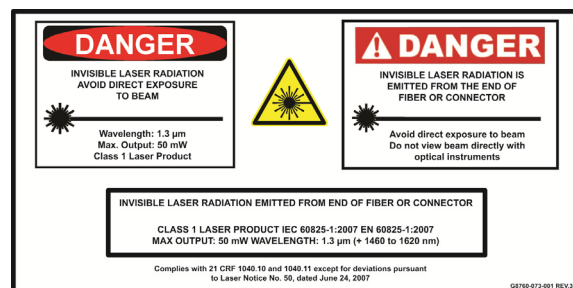 DANGER
INVISIBLE LASER RADIATION
AVOID DIRECT EXPOSURE
TO BEAM
Wavelength: 1.3 µm
Max. Output: 50 mW
Class 1 Laser Product
DANGER
INVISIBLE LASER RADIATION IS
EMITTED FROM THE END OF
FIBER OR CONNECTOR
Avoid direct exposure to beam
Do not view beam directly with
optical instruments
INVISIBLE LASER RADIATION EMITTED FROM END OF FIBER OR CONNECTOR
CLASS 1 LASER PRODUCT IEC 60825-1:2007 EN 60825-1:2007
MAX OUTPUT: 50 mW WAVELENGTH: 1.3 µm (+ 1460 to 1620 nm)
Complies with 21 CRF 1040.10 and 1040.11 except for deviations pursuant
to Laser Notice No. 50, dated June 24, 2007
G8760-073-001 REV.3